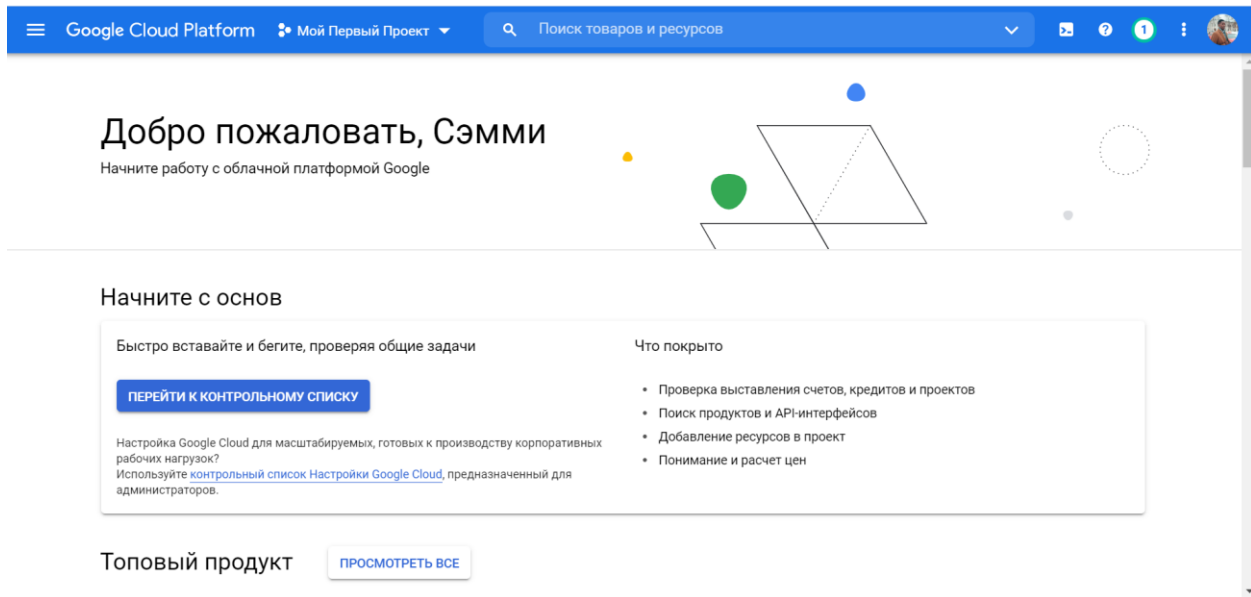 Google Cloud Platform
Мой Первый Проект
Поиск товаров и ресурсов
1
Добро пожаловать, Сэмми
Начните работу с облачной платформой Google
Начните с основ
Быстро вставайте и бегите, проверяя общие задачи
ПЕРЕЙТИ К КОНТРОЛЬНОМУ СПИСКУ
Настройка Google Cloud для масштабируемых, готовых к производству корпоративных
рабочих нагрузок?
Используйте контрольный список Настройки Google Cloud, предназначенный для
администраторов.
Что покрыто
• Проверка выставления счетов, кредитов и проектов
• Поиск продуктов и API-интерфейсов
• Добавление ресурсов в проект
• Понимание и расчет цен
Топовый продукт
ПРОСМОТРЕТЬ ВСЕ